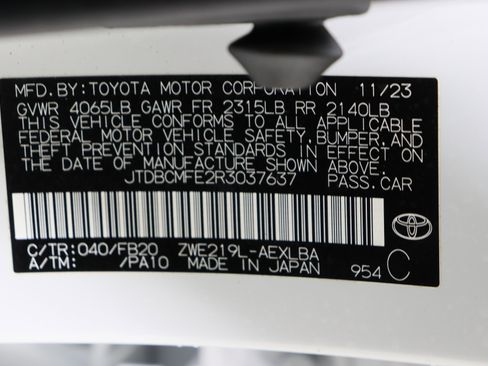 MFD.BY:TOYOTA MOTOR CORPORATION 11/23
GVWR 4065LB GAWR FR 2315LB RR 2140LB
THIS VEHICLE CONFORMS TO ALL APPLICABLE
FEDERAL MOTOR VEHICLE SAFETY,BUMPER,AND
THEFT PREVENTION STANDARDS IN EFFECT ON
THE DATE OF MANUFACTURE SHOWN ABOVE.
JTDBCMFE2R3037637 PASS.CAR
C/TR:040/FB20 ZWE219L-AEXLBA
A/TM: /PA10 MADE IN JAPAN 954 C